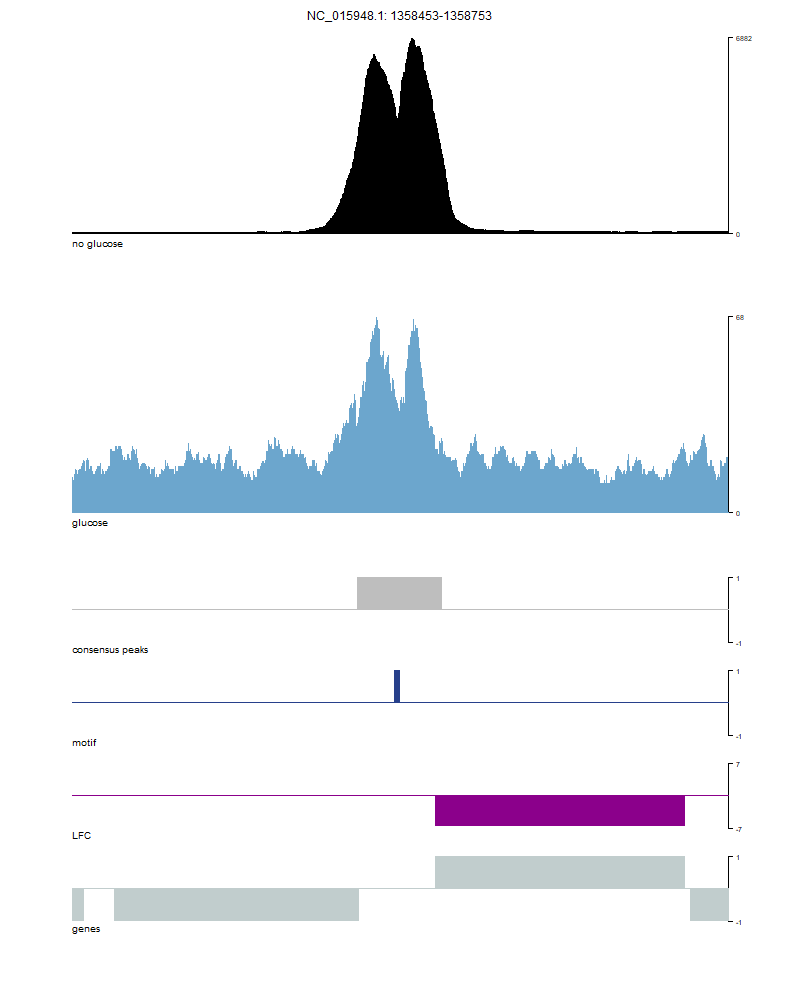 NC_015948.1: 1358453-1358753
6882
0
no glucose
68
0
glucose
1
-1
consensus peaks
1
-1
motif
7
-7
LFC
1
-1
genes